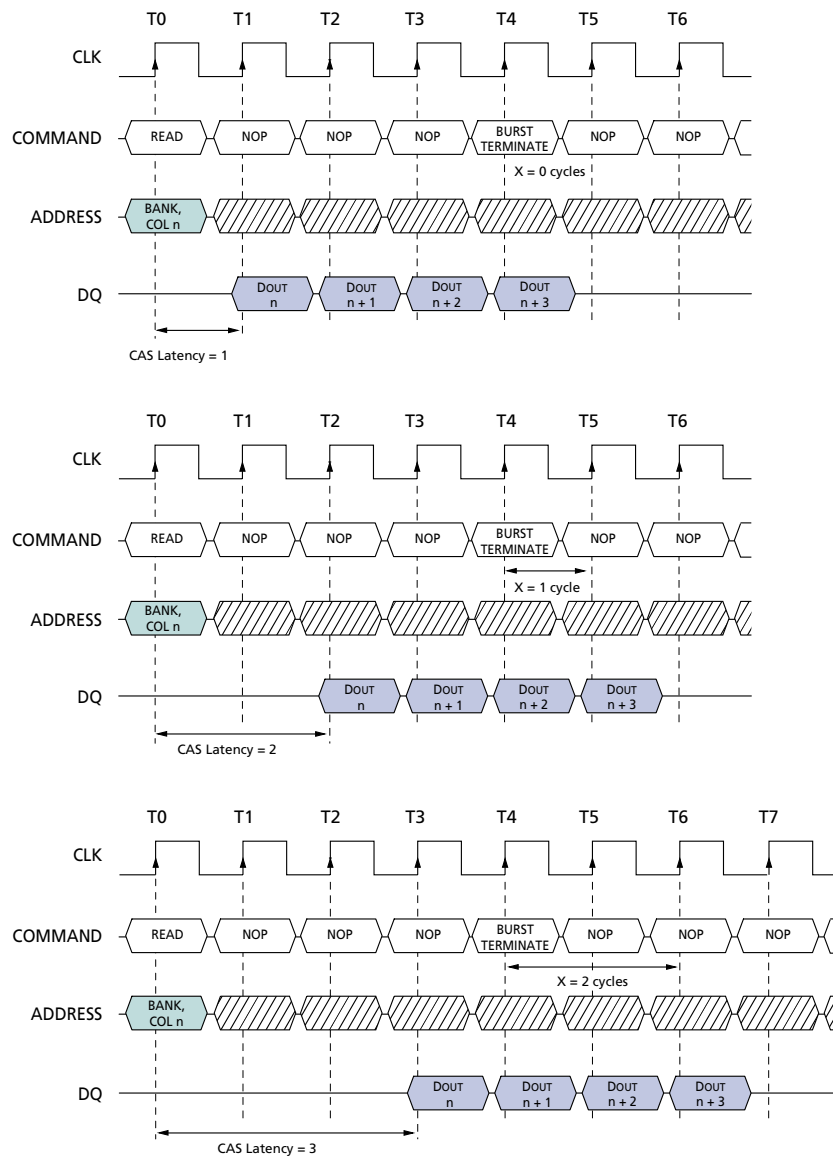 T0 T1 T2 T3 T4 T5 T6
CLK
COMMAND READ NOP NOP NOP BURST TERMINATE NOP NOP
X = 0 cycles
ADDRESS BANK, COL n
DQ DOUT n DOUT n + 1 DOUT n + 2 DOUT n + 3
CAS Latency = 1
T0 T1 T2 T3 T4 T5 T6
CLK
COMMAND READ NOP NOP NOP BURST TERMINATE NOP NOP
X = 1 cycle
ADDRESS BANK, COL n
DQ DOUT n DOUT n + 1 DOUT n + 2 DOUT n + 3
CAS Latency = 2
T0 T1 T2 T3 T4 T5 T6 T7
CLK
COMMAND READ NOP NOP NOP BURST TERMINATE NOP NOP NOP
X = 2 cycles
ADDRESS BANK, COL n
DQ DOUT n DOUT n + 1 DOUT n + 2 DOUT n + 3
CAS Latency = 3